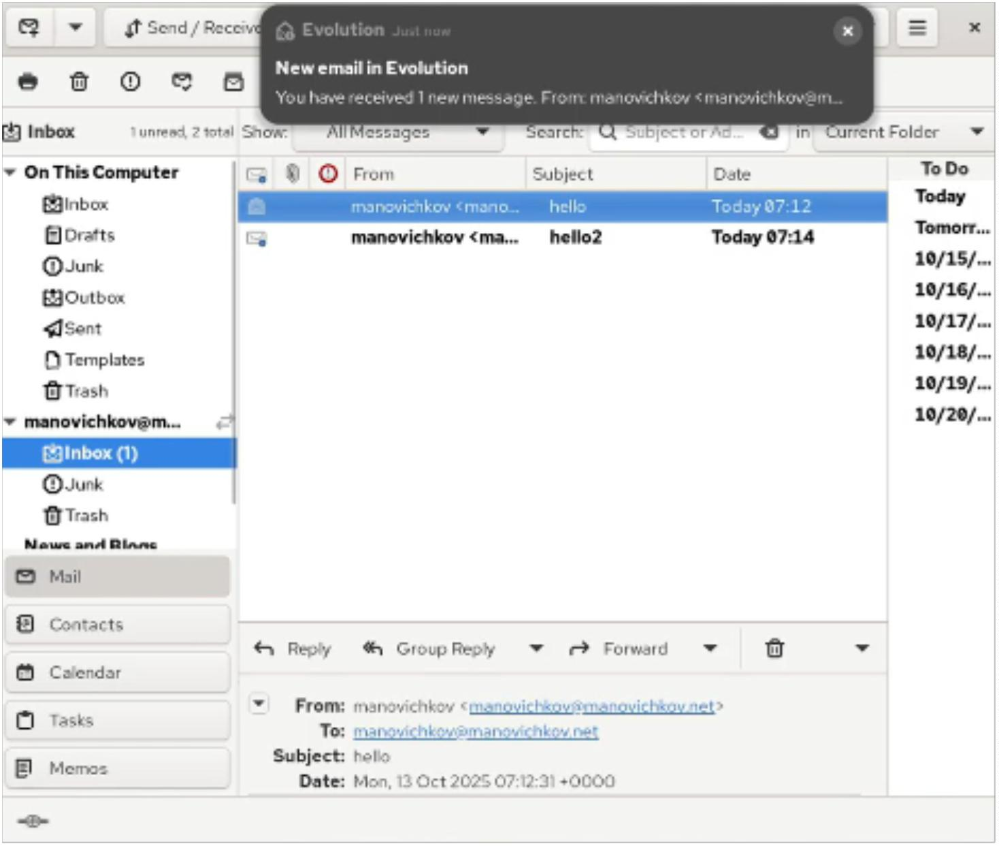 Send / Receive
Evolution Just now
New email in Evolution
You have received 1 new message. From: manovichkov <manovichkov@m...
Inbox 1 unread, 2 total Show: All Messages Search: Subject or Ad... in Current Folder
On This Computer
Inbox
Drafts
Junk
Outbox
Sent
Templates
Trash
manovichkov@m...
Inbox (1)
Junk
Trash
News and Blogs
Mail
Contacts
Calendar
Tasks
Memos
From Subject Date
manovichkov <mano... hello Today 07:12
manovichkov <ma... hello2 Today 07:14
Reply Group Reply Forward
From: manovichkov <manovichkov@manovichkov.net>
To: manovichkov@manovichkov.net
Subject: hello
Date: Mon, 13 Oct 2025 07:12:31 +0000
To Do
Today
Tomorr...
10/15/...
10/16/...
10/17/...
10/18/...
10/19/...
10/20/...